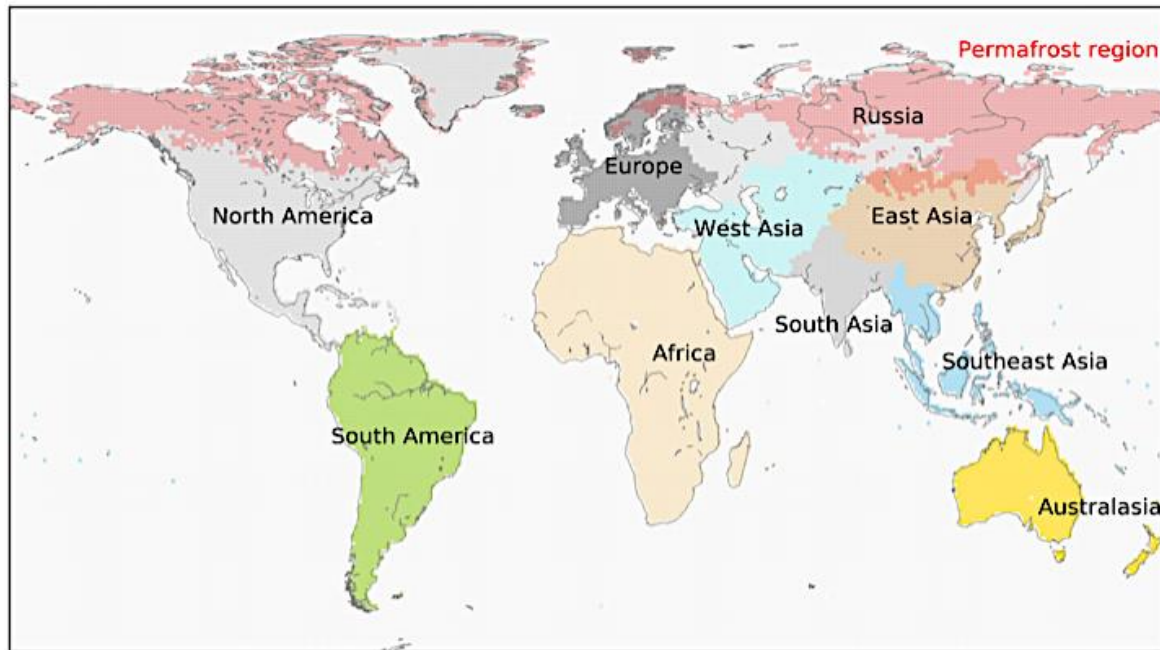 Permafrost region
Russia
Europe
North America
East Asia
West Asia
South Asia
Africa
Southeast Asia
South America
Australasia